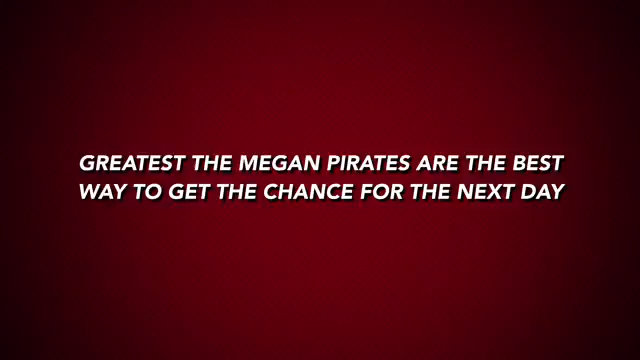 GREATEST THE MEGAN PIRATES ARE THE BEST
WAY TO GET THE CHANCE FOR THE NEXT DAY